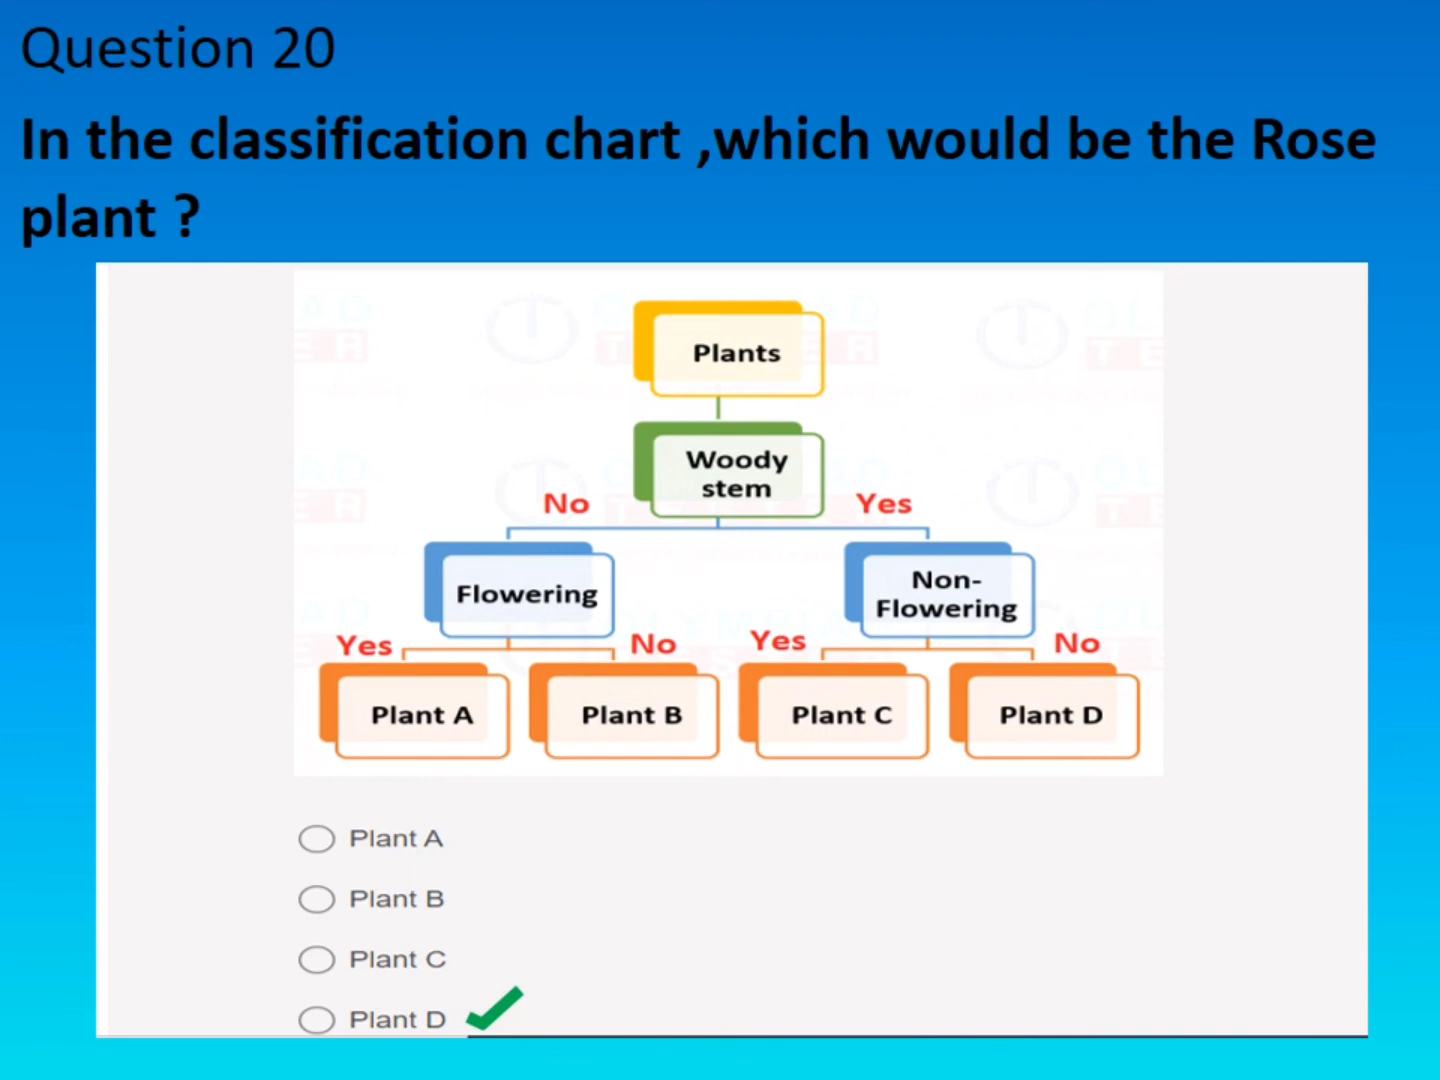 Question 20
In the classification chart ,which would be the Rose
plant ?
Plants
Woody
stem
No
Yes
Flowering
Non-
Flowering
Yes
No
Yes
No
Plant A
Plant B
Plant C
Plant D
Plant A
Plant B
Plant C
Plant D